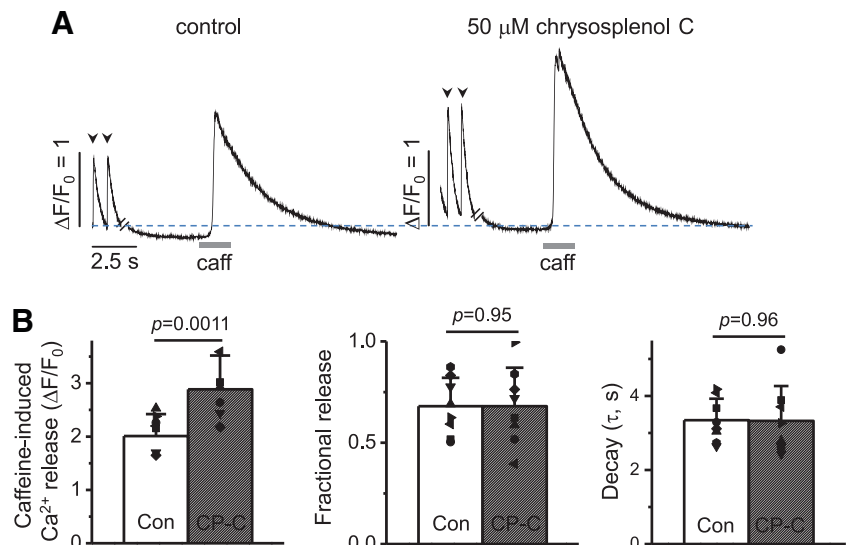 A
control
50 μM chrysosplenol C
ΔF/F0 = 1
2.5 s
caff
ΔF/F0 = 1
caff
B
p=0.0011
Caffeine-induced
Ca2+ release (ΔF/F0)
3
2
1
0
Con
CP-C
p=0.95
Fractional release
1.0
0.5
0.0
Con
CP-C
p=0.96
Decay (τ, s)
4
2
0
Con
CP-C